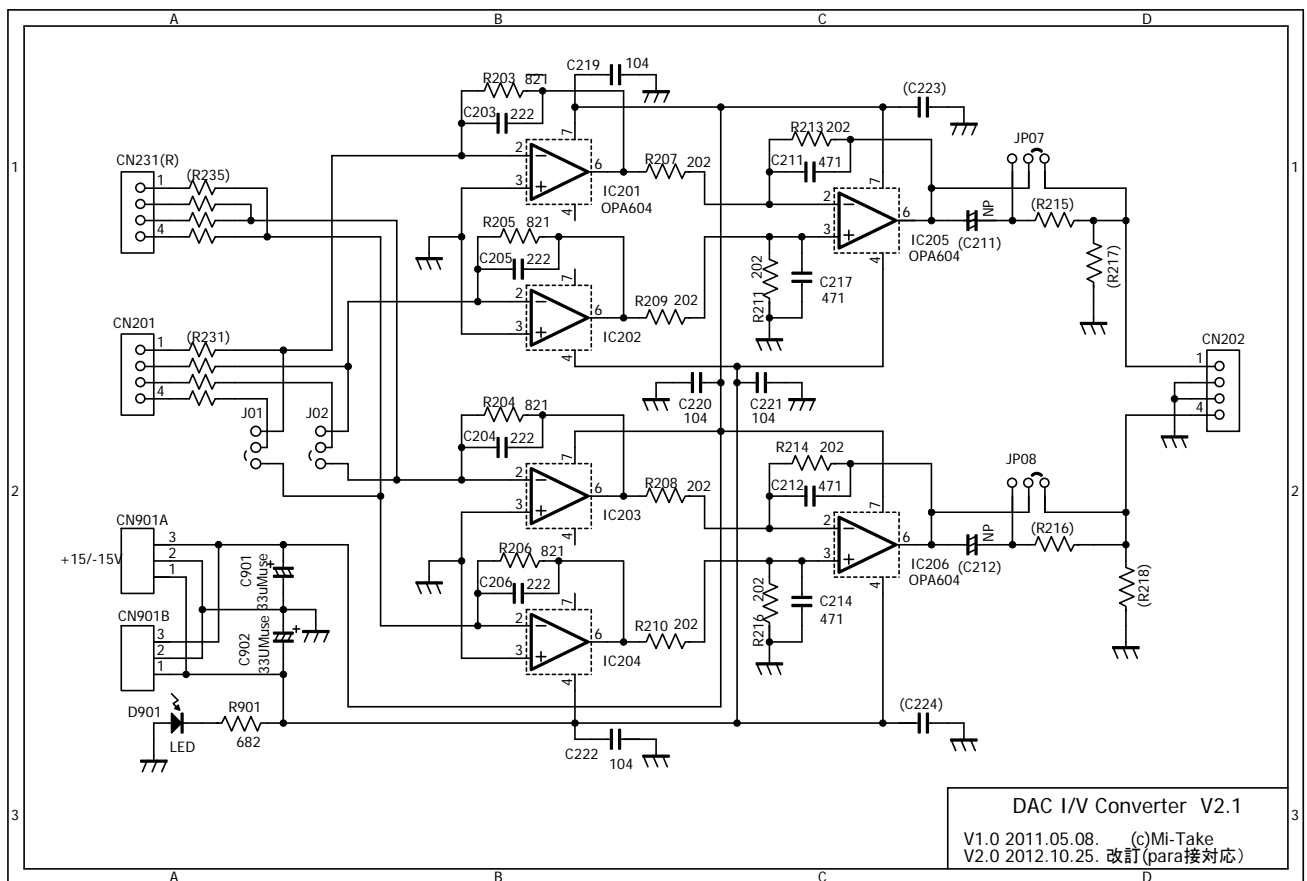 A B C D
C219 104
R203 821
(C223)
C203 222
7
R213 202
JP07
1 1
CN231(R)
(R235)
1
4
2
3
4
6
IC201
OPA604
R207 202
C211 471
7
2
3
4
6
IC205
OPA604
NP
(C211)
(R215)
(R217)
R205 821
C205 222
7
2
3
4
6
IC202
R209 202
R211 202
C217
471
CN201
1
4
(R231)
CN202
1
4
C220
104
C221
104
J01 J02
R204 821
C204 222
7
2
3
4
6
IC203
R208 202
R214 202
C212 471
7
2
3
4
6
IC206
OPA604
NP
(C212)
JP08
(R216)
(R218)
2 2
CN901A
+15/-15V
3
2
1
C901
33uMuse
+
R206 821
C206 222
7
2
3
4
6
IC204
R210 202
R216 202
C214
471
CN901B
3
2
1
C902
33UMuse
+
D901
LED
R901
682
C222
104
(C224)
3 3
DAC I/V Converter V2.1
V1.0 2011.05.08. (c)Mi-Take
V2.0 2012.10.25. 改訂(para接対応)
A B C D